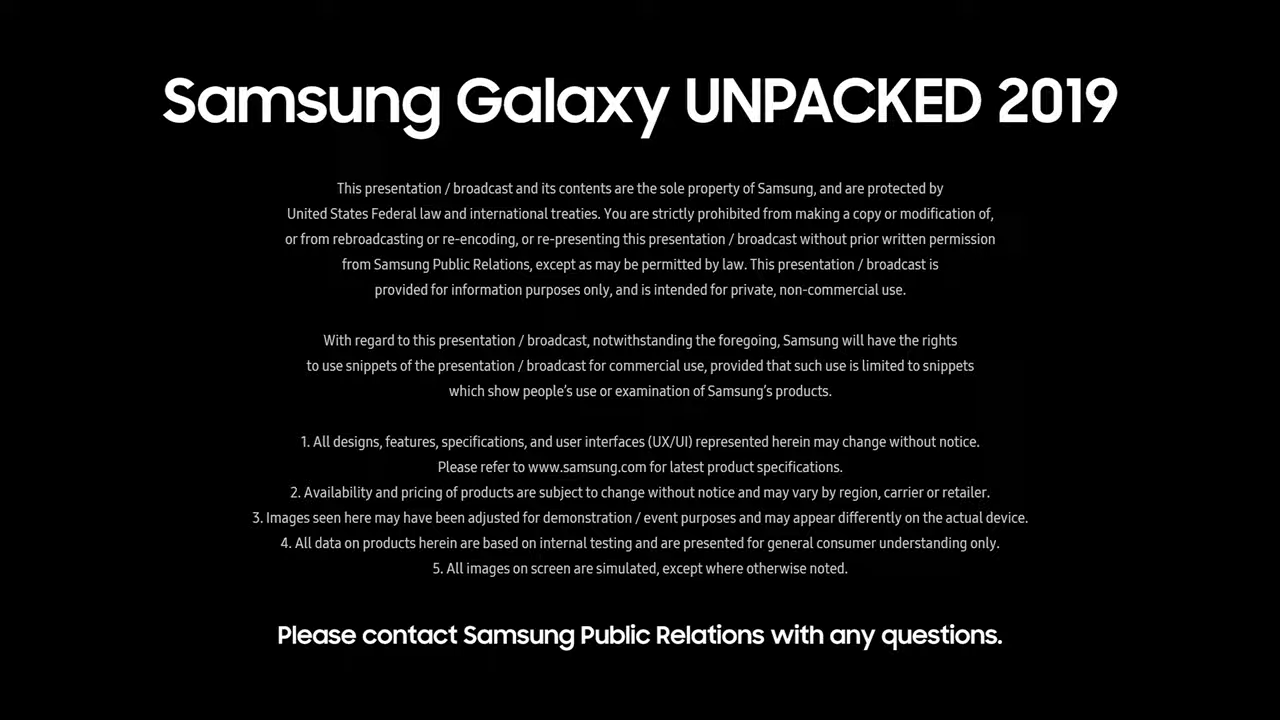 Samsung Galaxy UNPACKED 2019
This presentation / broadcast and its contents are the sole property of Samsung, and are protected by
United States Federal law and international treaties. You are strictly prohibited from making a copy or modification of,
or from rebroadcasting or re-encoding, or re-presenting this presentation / broadcast without prior written permission
from Samsung Public Relations, except as may be permitted by law. This presentation / broadcast is
provided for information purposes only, and is intended for private, non-commercial use.
With regard to this presentation / broadcast, notwithstanding the foregoing, Samsung will have the rights
to use snippets of the presentation / broadcast for commercial use, provided that such use is limited to snippets
which show people's use or examination of Samsung's products.
1. All designs, features, specifications, and user interfaces (UX/UI) represented herein may change without notice.
Please refer to www.samsung.com for latest product specifications.
2. Availability and pricing of products are subject to change without notice and may vary by region, carrier or retailer.
3. Images seen here may have been adjusted for demonstration / event purposes and may appear differently on the actual device.
4. All data on products herein are based on internal testing and are presented for general consumer understanding only.
5. All images on screen are simulated, except where otherwise noted.
Please contact Samsung Public Relations with any questions.